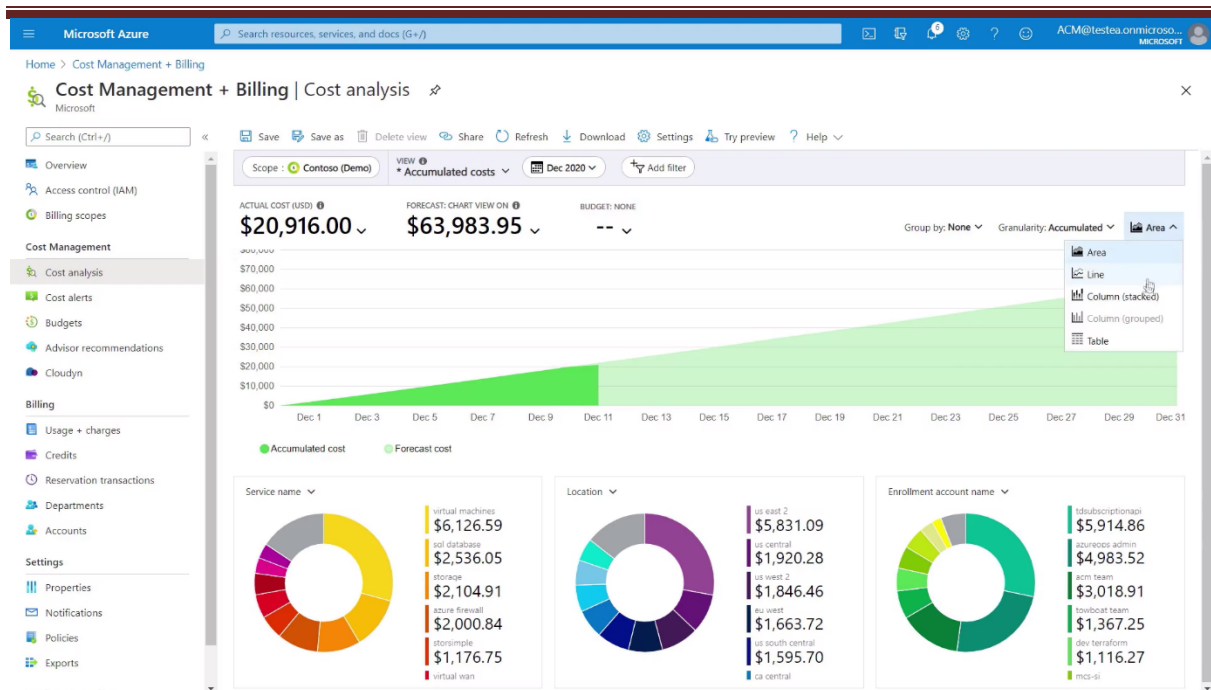 Microsoft Azure
Search resources, services, and docs (G+/)
6
ACM@testea.onmicroso...
MICROSOFT
Home > Cost Management + Billing
Cost Management + Billing | Cost analysis
Microsoft
Search (Ctrl+/)
«
Overview
Access control (IAM)
Billing scopes
Cost Management
Cost analysis
Cost alerts
Budgets
Advisor recommendations
Cloudyn
Billing
Usage + charges
Credits
Reservation transactions
Departments
Accounts
Settings
Properties
Notifications
Policies
Exports
Save Save as Delete view Share Refresh Download Settings Try preview ? Help
Scope : Contoso (Demo)
VIEW
* Accumulated costs
Dec 2020
Add filter
ACTUAL COST (USD)
$20,916.00
FORECAST: CHART VIEW ON
$63,983.95
BUDGET: NONE
--
Group by: None
Granularity: Accumulated
Area
Area
Line
Column (stacked)
Column (grouped)
Table
$80,000
$70,000
$60,000
$50,000
$40,000
$30,000
$20,000
$10,000
$0
Dec 1 Dec 3 Dec 5 Dec 7 Dec 9 Dec 11 Dec 13 Dec 15 Dec 17 Dec 19 Dec 21 Dec 23 Dec 25 Dec 27 Dec 29 Dec 31
Accumulated cost Forecast cost
Service name
virtual machines
$6,126.59
sql database
$2,536.05
storage
$2,104.91
azure firewall
$2,000.84
storsimple
$1,176.75
virtual wan
Location
us east 2
$5,831.09
us central
$1,920.28
us west 2
$1,846.46
eu west
$1,663.72
us south central
$1,595.70
ca central
Enrollment account name
tdsubscriptionapi
$5,914.86
azureops admin
$4,983.52
acm team
$3,018.91
towboat team
$1,367.25
dev terraform
$1,116.27
mcs-si